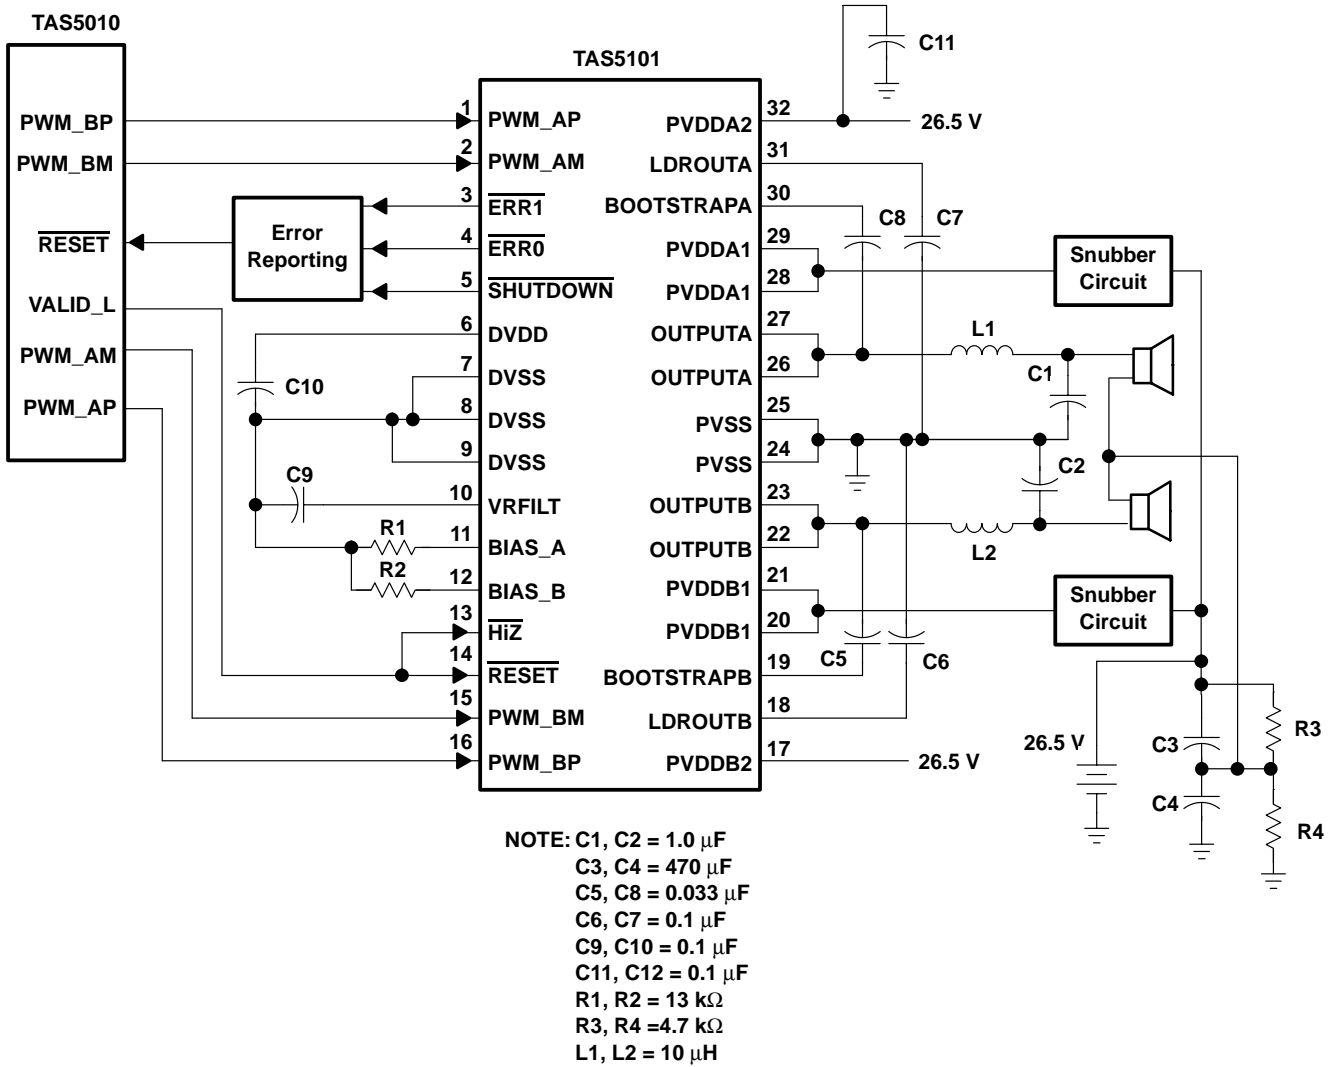 TAS5010
PWM_BP
PWM_BM
RESET
VALID_L
PWM_AM
PWM_AP
Error
Reporting
C10
C9
R1
R2
TAS5101
1 PWM_AP
2 PWM_AM
3 ERR1
4 ERR0
5 SHUTDOWN
6 DVDD
7 DVSS
8 DVSS
9 DVSS
10 VRFILT
11 BIAS_A
12 BIAS_B
13 HiZ
14 RESET
15 PWM_BM
16 PWM_BP
PVDDA2 32
LDROUTA 31
BOOTSTRAPA 30
PVDDA1 29
PVDDA1 28
OUTPUTA 27
OUTPUTA 26
PVSS 25
PVSS 24
OUTPUTB 23
OUTPUTB 22
PVDDB1 21
PVDDB1 20
BOOTSTRAPB 19
LDROUTB 18
PVDDB2 17
C11
26.5 V
C8
C7
Snubber
Circuit
L1
C1
C2
L2
Snubber
Circuit
C5
C6
26.5 V
26.5 V
C3
R3
C4
R4
NOTE: C1, C2 = 1.0 μF
C3, C4 = 470 μF
C5, C8 = 0.033 μF
C6, C7 = 0.1 μF
C9, C10 = 0.1 μF
C11, C12 = 0.1 μF
R1, R2 = 13 kΩ
R3, R4 =4.7 kΩ
L1, L2 = 10 μH